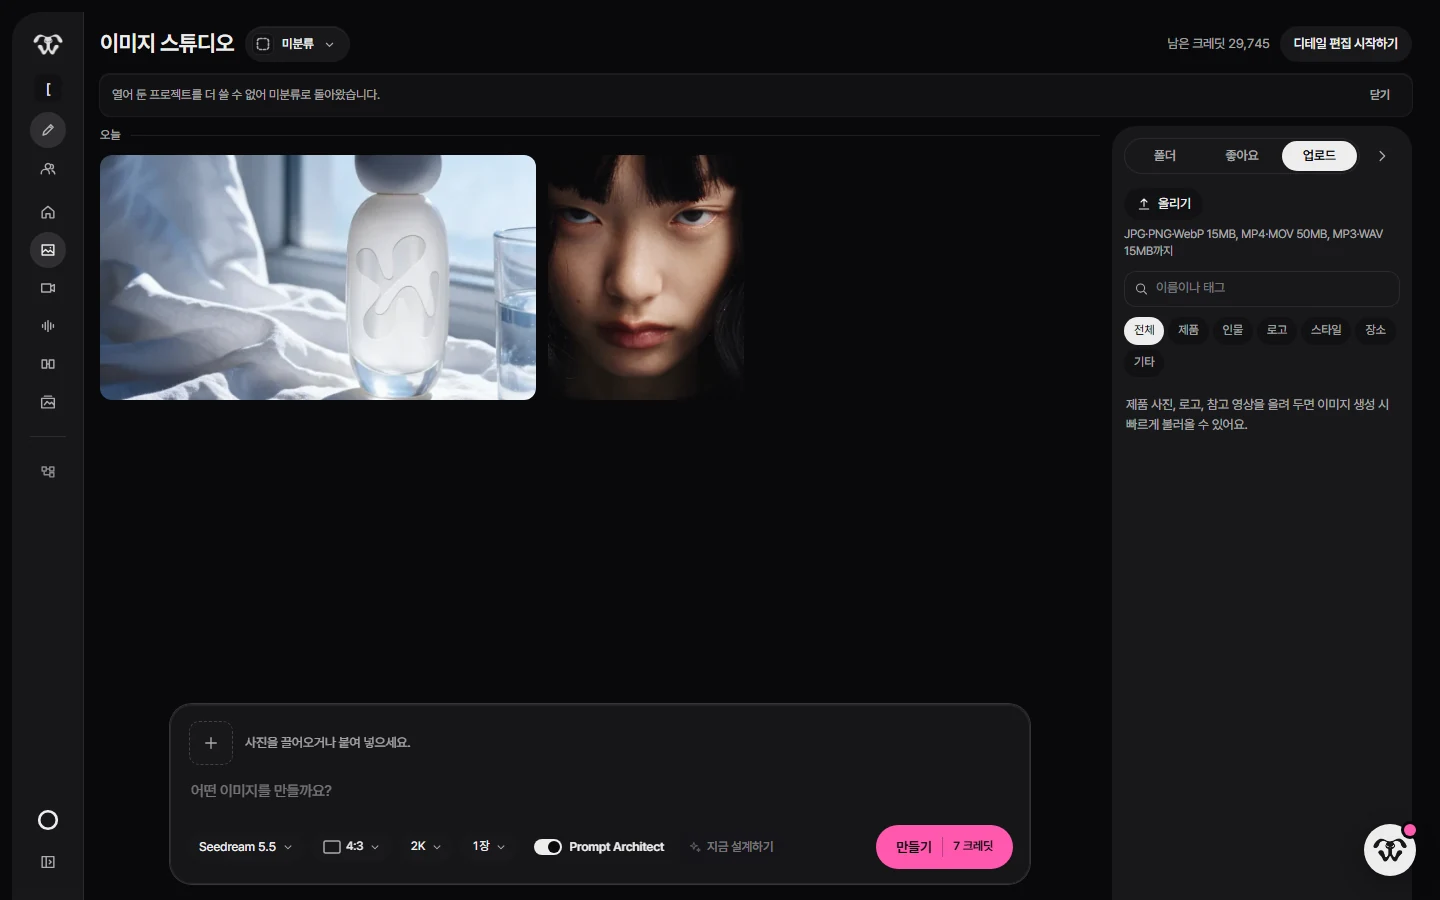 이미지 스튜디오
미분류
남은 크레딧 29,745
디테일 편집 시작하기
[
열어 둔 프로젝트를 더 쓸 수 없어 미분류로 돌아왔습니다.
닫기
오늘
폴더
좋아요
업로드
올리기
JPG·PNG·WebP 15MB, MP4·MOV 50MB, MP3·WAV
15MB까지
이름이나 태그
전체
제품
인물
로고
스타일
장소
기타
제품 사진, 로고, 참고 영상을 올려 두면 이미지 생성 시
빠르게 불러올 수 있어요.
사진을 끌어오거나 붙여 넣으세요.
어떤 이미지를 만들까요?
Seedream 5.5
4:3
2K
1장
Prompt Architect
지금 설계하기
만들기
7 크레딧